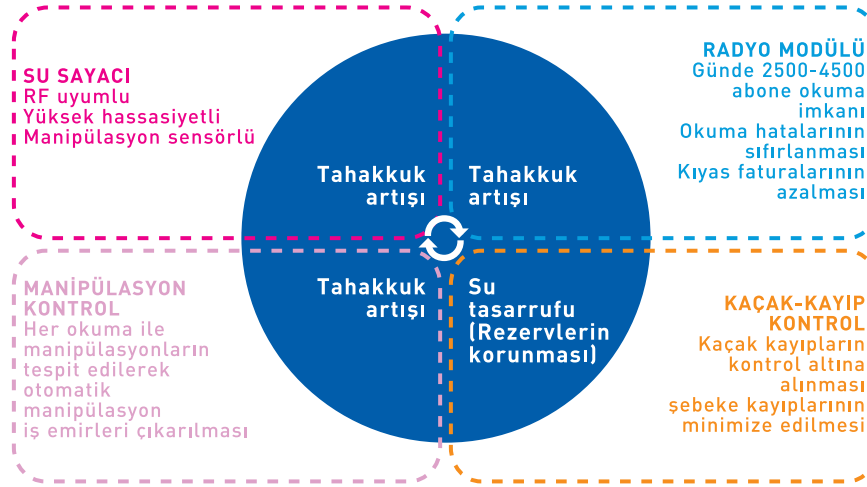 SU SAYACI
RF uyumlu
Yüksek hassasiyetli
Manipülasyon sensörlü
RADYO MODÜLÜ
Günde 2500-4500
abone okuma
imkanı
Okuma hatalarının
sıfırlanması
Kıyas faturalarının
azalması
Tahakkuk
artışı
Tahakkuk
artışı
Tahakkuk
artışı
Su
tasarrufu
(Rezervlerin
korunması)
MANİPÜLASYON
KONTROL
Her okuma ile
manipülasyonların
tespit edilerek
otomatik
manipülasyon
iş emirleri çıkarılması
KAÇAK-KAYIP
KONTROL
Kaçak kayıpların
kontrol altına
alınması
şebeke kayıplarının
minimize edilmesi